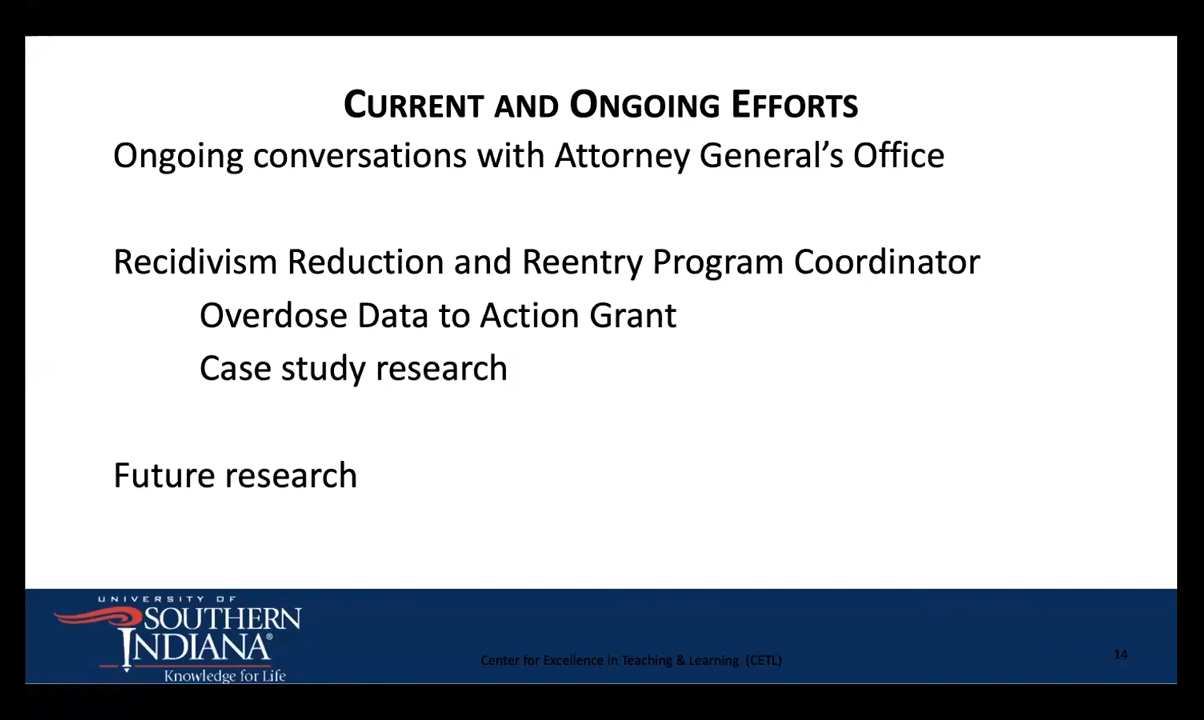 CURRENT AND ONGOING EFFORTS
Ongoing conversations with Attorney General’s Office
Recidivism Reduction and Reentry Program Coordinator
Overdose Data to Action Grant
Case study research
Future research
UNIVERSITY OF
SOUTHERN
INDIANA®
Knowledge for Life
Center for Excellence in Teaching & Learning (CETL)
14